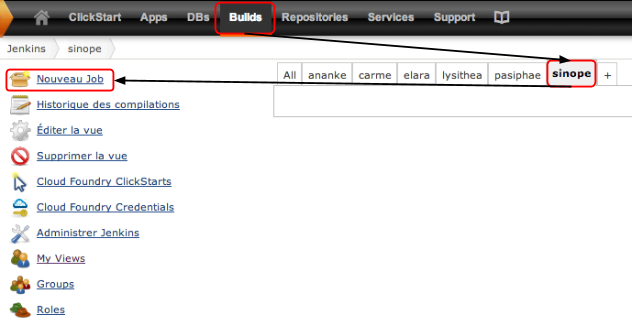 ClickStart Apps DBs Builds Repositories Services Support
Jenkins sinope
All ananke carme elara lysithea pasiphae sinope +
Nouveau Job
Historique des compilations
Éditer la vue
Supprimer la vue
Cloud Foundry ClickStarts
Cloud Foundry Credentials
Administrer Jenkins
My Views
Groups
Roles